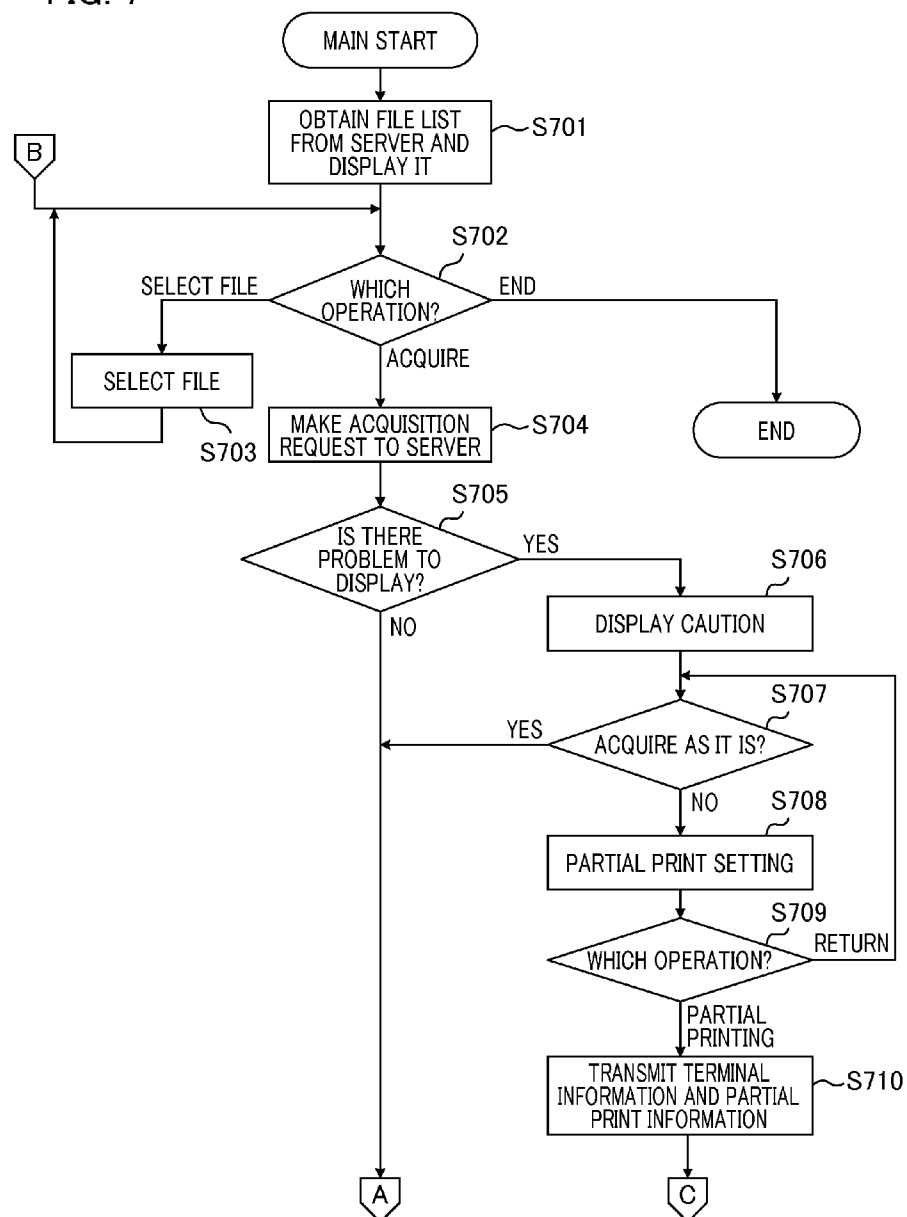 FIG. 7
MAIN START
OBTAIN FILE LIST
FROM SERVER AND
DISPLAY IT
S701
B
S702
SELECT FILE
WHICH
OPERATION?
END
ACQUIRE
SELECT FILE
S703
MAKE ACQUISITION
REQUEST TO SERVER
S704
END
S705
IS THERE
PROBLEM TO
DISPLAY?
YES
NO
S706
DISPLAY CAUTION
S707
YES
ACQUIRE AS IT IS?
NO
S708
PARTIAL PRINT SETTING
S709
WHICH OPERATION?
RETURN
PARTIAL
PRINTING
TRANSMIT TERMINAL
INFORMATION AND PARTIAL
PRINT INFORMATION
S710
A
C